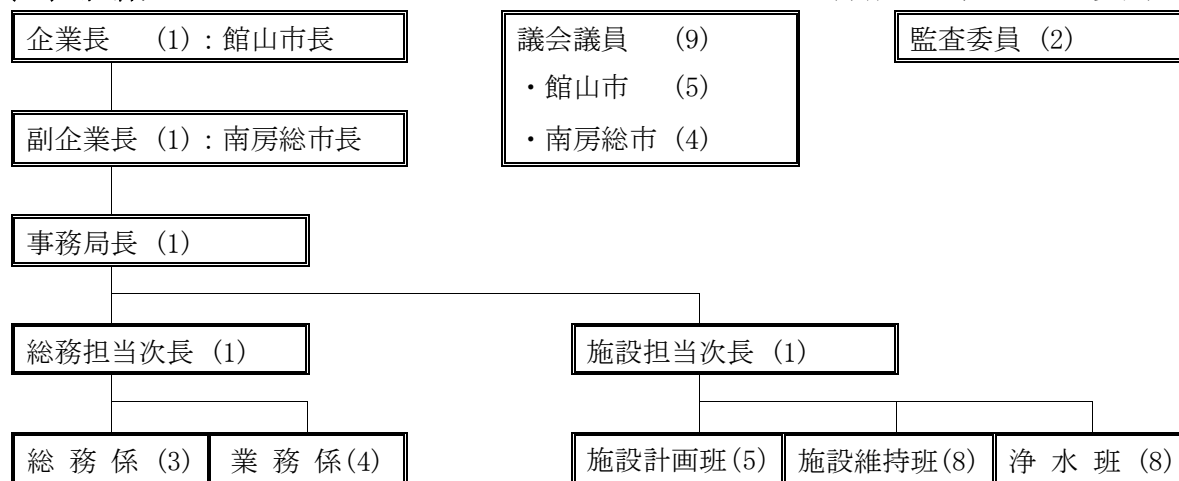 企業長 (1)：館山市長
議会議員 (9)
・館山市 (5)
・南房総市 (4)
監査委員 (2)
副企業長 (1)：南房総市長
事務局長 (1)
総務担当次長 (1)
施設担当次長 (1)
総 務 係 (3)
業 務 係(4)
施設計画班(5)
施設維持班(8)
浄 水 班 (8)